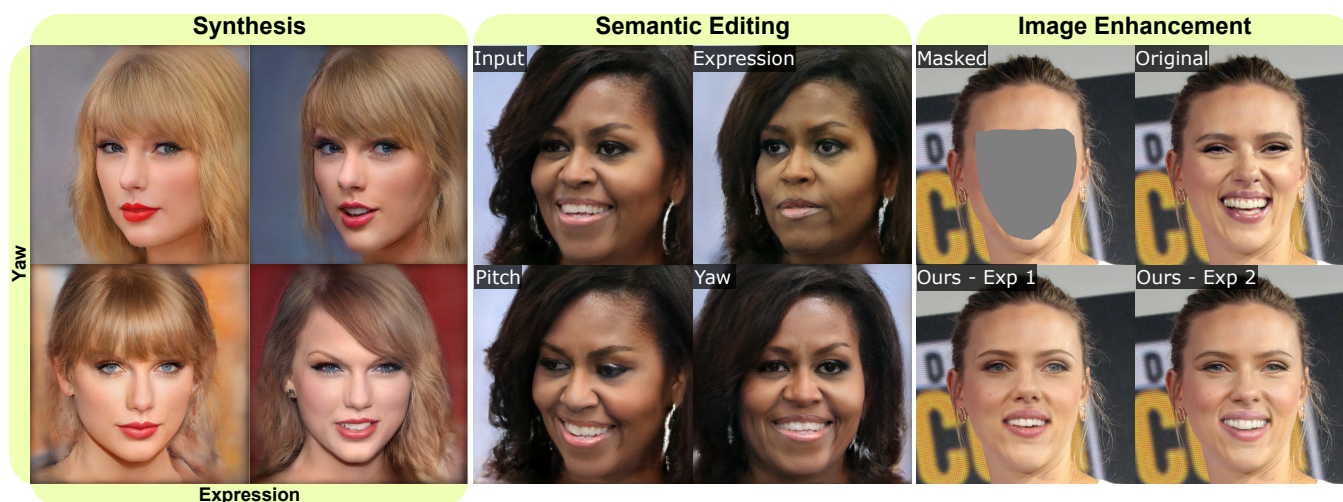 Synthesis
Semantic Editing
Image Enhancement
Yaw
Expression
Input
Expression
Pitch
Yaw
Masked
Original
Ours - Exp 1
Ours - Exp 2